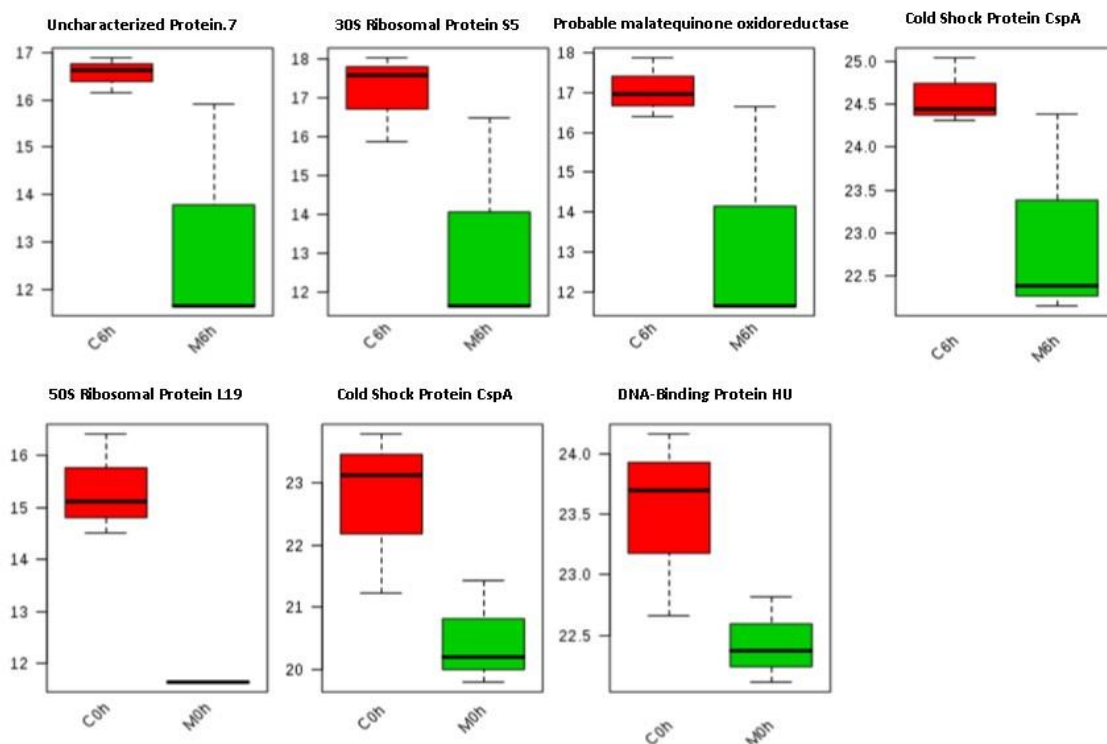 Uncharacterized Protein.7
30S Ribosomal Protein S5
Probable malatequinone oxidoreductase
Cold Shock Protein CspA
17
16
15
14
13
12
C6h
M6h
18
17
16
15
14
13
12
C6h
M6h
18
17
16
15
14
13
12
C6h
M6h
25.0
24.5
24.0
23.5
23.0
22.5
C6h
M6h
50S Ribosomal Protein L19
Cold Shock Protein CspA
DNA-Binding Protein HU
16
15
14
13
12
C0h
M0h
23
22
21
20
C0h
M0h
24.0
23.5
23.0
22.5
C0h
M0h